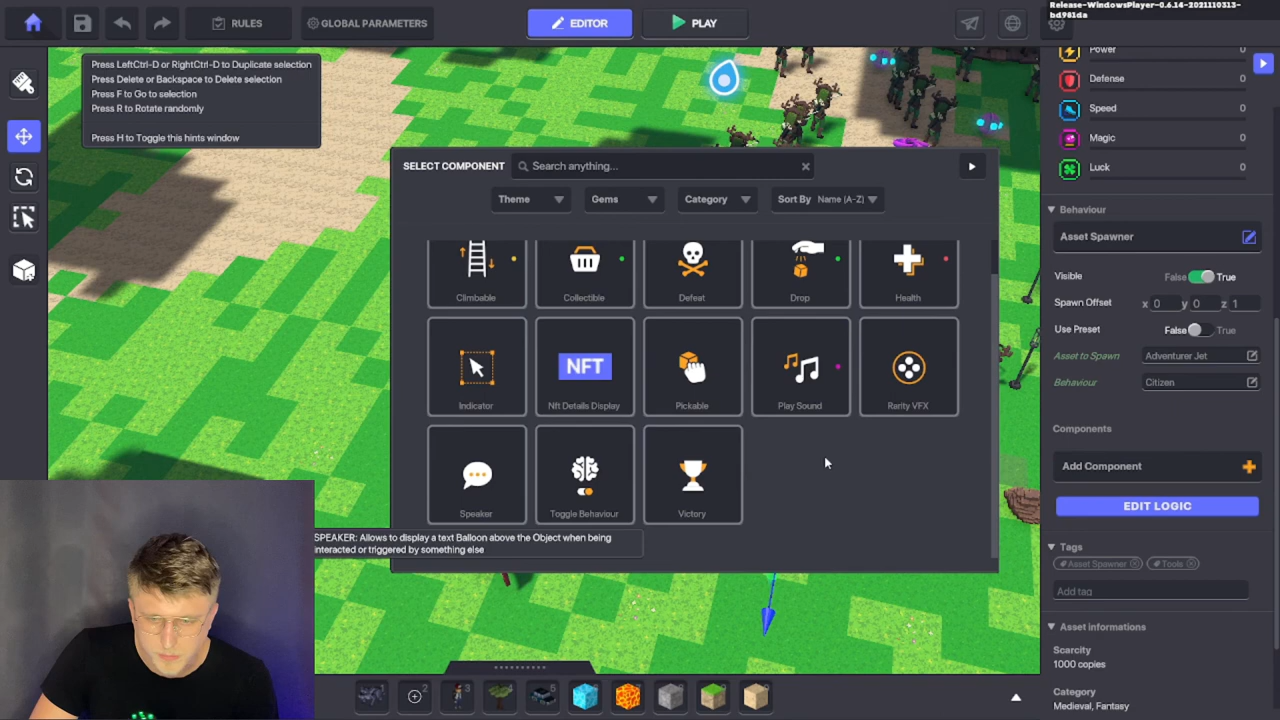 RULES
GLOBAL PARAMETERS
EDITOR
PLAY
Release-WindowsPlayer-0.6.14-2021110313-
bd981da
Press LeftCtrl-D or RightCtrl-D to Duplicate selection
Press Delete or Backspace to Delete selection
Press F to Go to selection
Press R to Rotate randomly
Press H to Toggle this hints window
SELECT COMPONENT
Search anything...
Theme
Gems
Category
Sort By Name (A-Z)
Climbable
Collectible
Defeat
Drop
Health
Indicator
NFT
Nft Details Display
Pickable
Play Sound
Rarity VFX
Speaker
Toggle Behaviour
Victory
SPEAKER: Allows to display a text Balloon above the Object when being
interacted or triggered by something else
Power 0
Defense 0
Speed 0
Magic 0
Luck 0
Behaviour
Asset Spawner
Visible False True
Spawn Offset x 0 y 0 z 1
Use Preset False True
Asset to Spawn Adventurer Jet
Behaviour Citizen
Components
Add Component
EDIT LOGIC
Tags
Asset Spawner Tools
Add tag
Asset informations
Scarcity
1000 copies
Category
Medieval, Fantasy